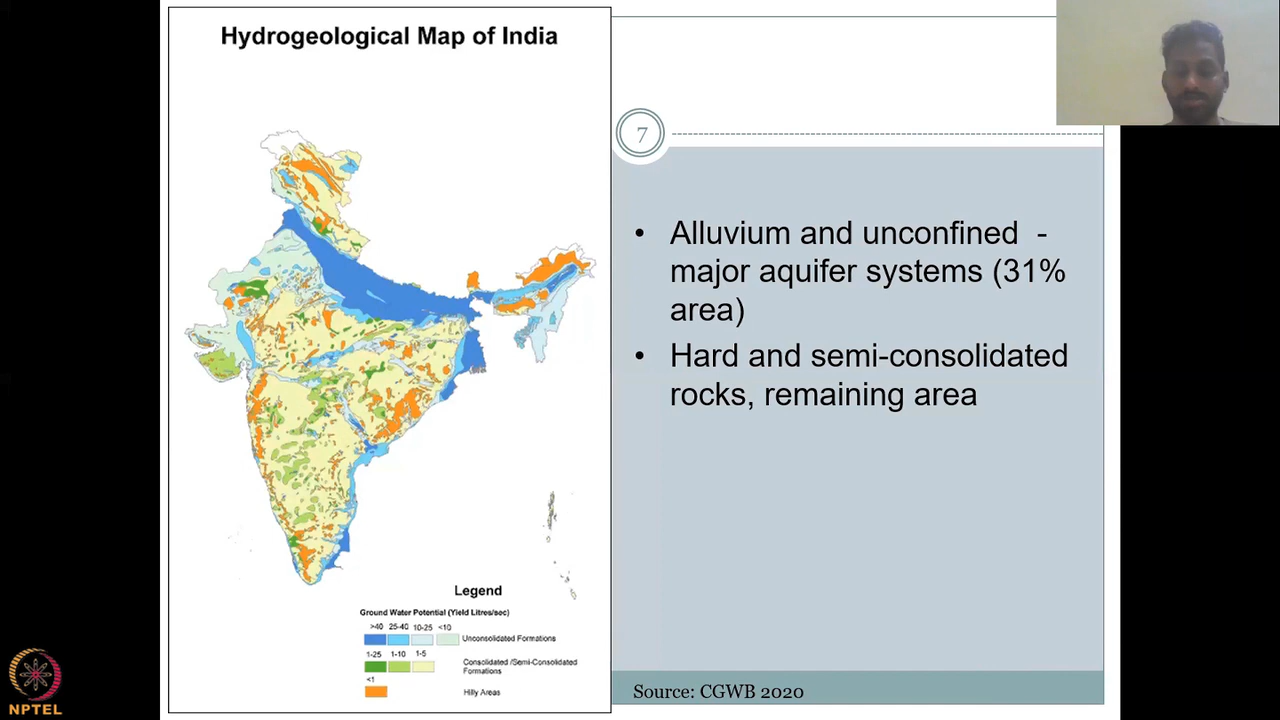 Hydrogeological Map of India
7
• Alluvium and unconfined -
major aquifer systems (31%
area)
• Hard and semi-consolidated
rocks, remaining area
Legend
Ground Water Potential (Yield Litres/sec)
>40 25-40 10-25 <10
Unconsolidated Formations
1-25 1-10 1-5
Consolidated /Semi-Consolidated
Formations
<1
Hilly Areas
Source: CGWB 2020
NPTEL